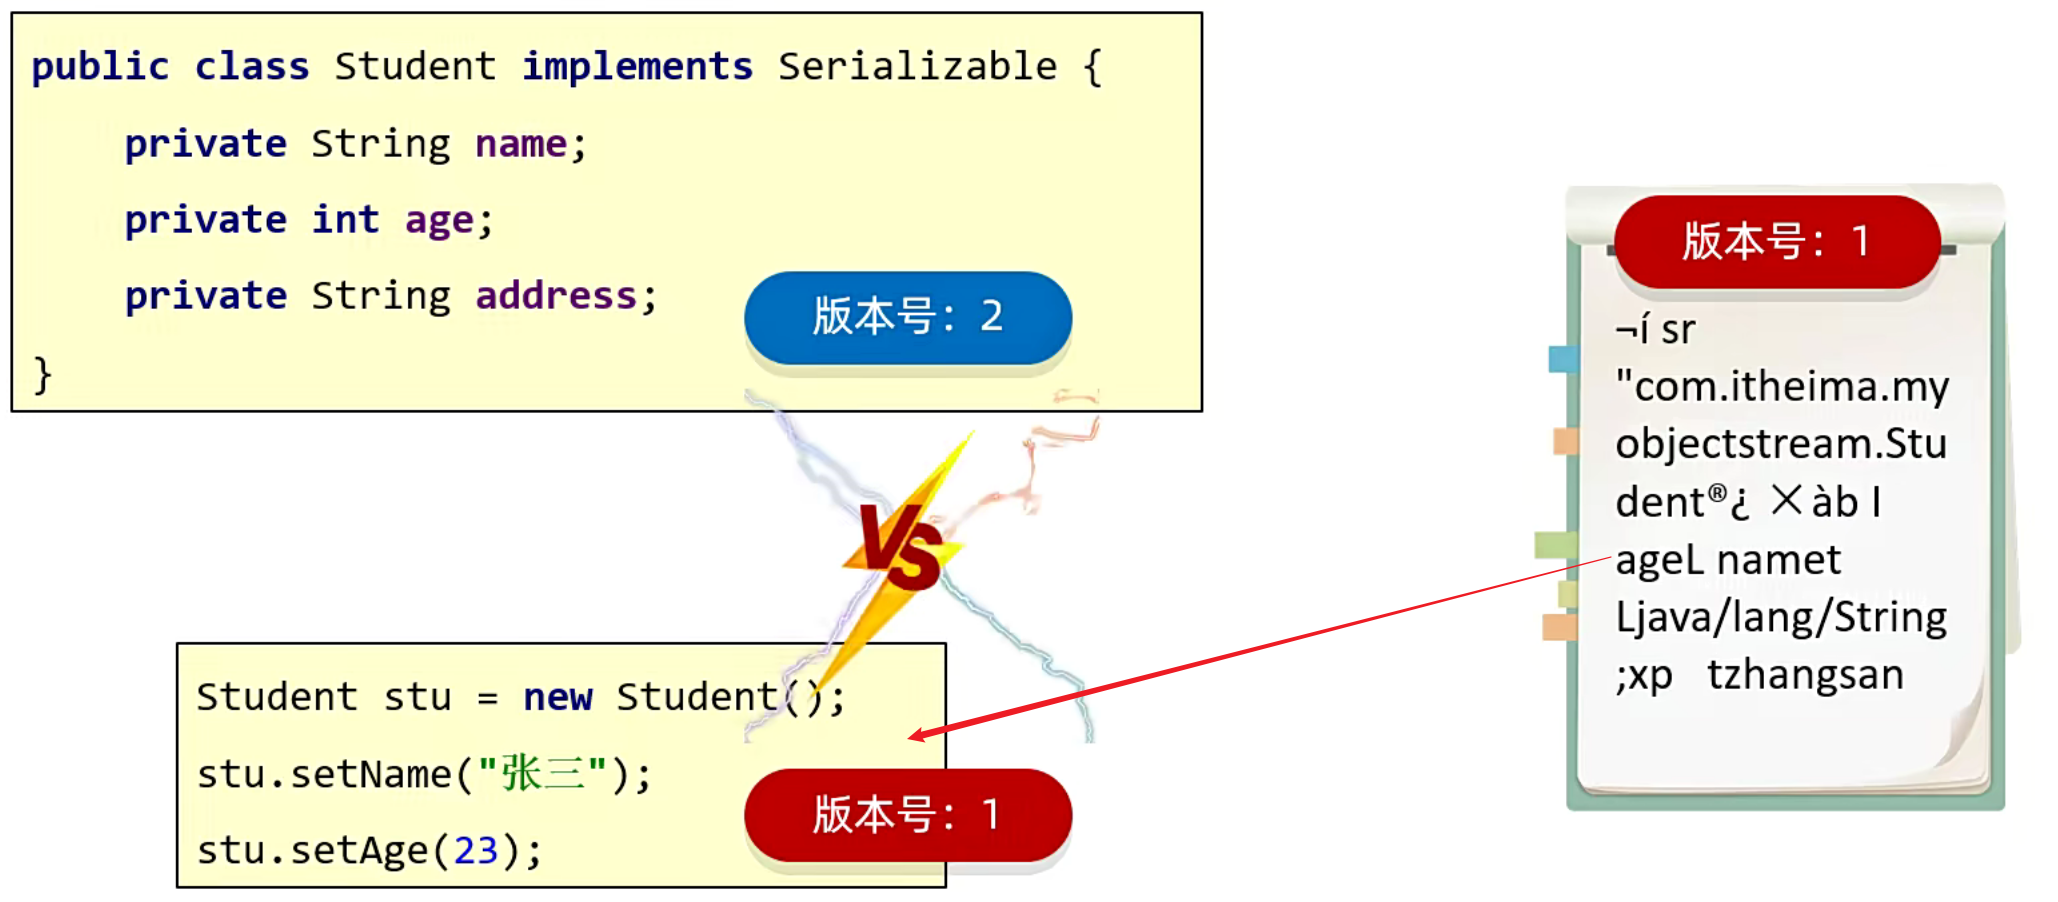 public class Student implements Serializable {
    private String name;
    private int age;
    private String address;
版本号：2
}
VS
Student stu = new Student();
stu.setName("张三");
stu.setAge(23);
版本号：1
版本号：1
¬í sr
"com.itheima.my
objectstream.Stu
dent®¿ ×àb I
ageL namet
Ljava/lang/String
;xp   tzhangsan